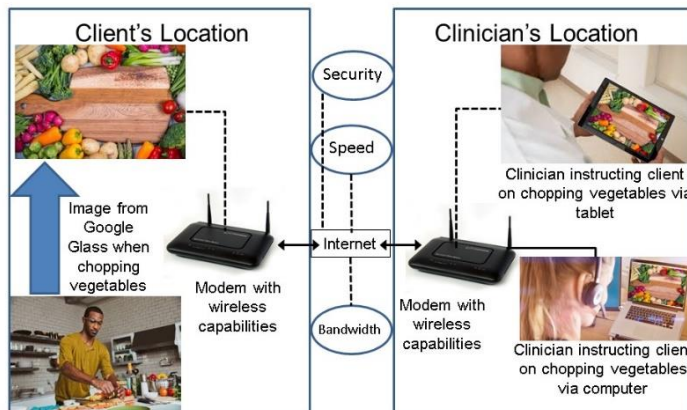 Client's Location
Image from
Google
Glass when
chopping
vegetables
Modem with
wireless
capabilities
Security
Speed
Internet
Bandwidth
Clinician's Location
Clinician instructing client
on chopping vegetables via
tablet
Modem with
wireless
capabilities
Clinician instructing client
on chopping vegetables
via computer